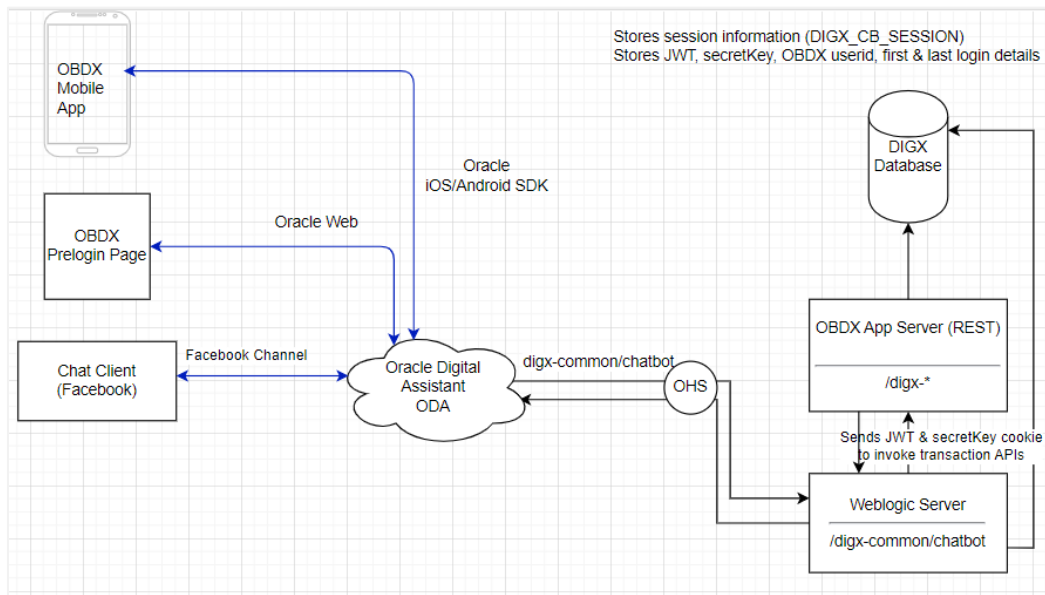 Stores session information (DIGX_CB_SESSION)
Stores JWT, secretKey, OBDX userid, first & last login details
OBDX
Mobile
App
DIGX
Database
Oracle
iOS/Android SDK
Oracle Web
OBDX
Prelogin Page
OBDX App Server (REST)
/digx-*
Facebook Channel
Chat Client
(Facebook)
Oracle Digital
Assistant
ODA
digx-common/chatbot
OHS
Sends JWT & secretKey cookie
to invoke transaction APIs
Weblogic Server
/digx-common/chatbot